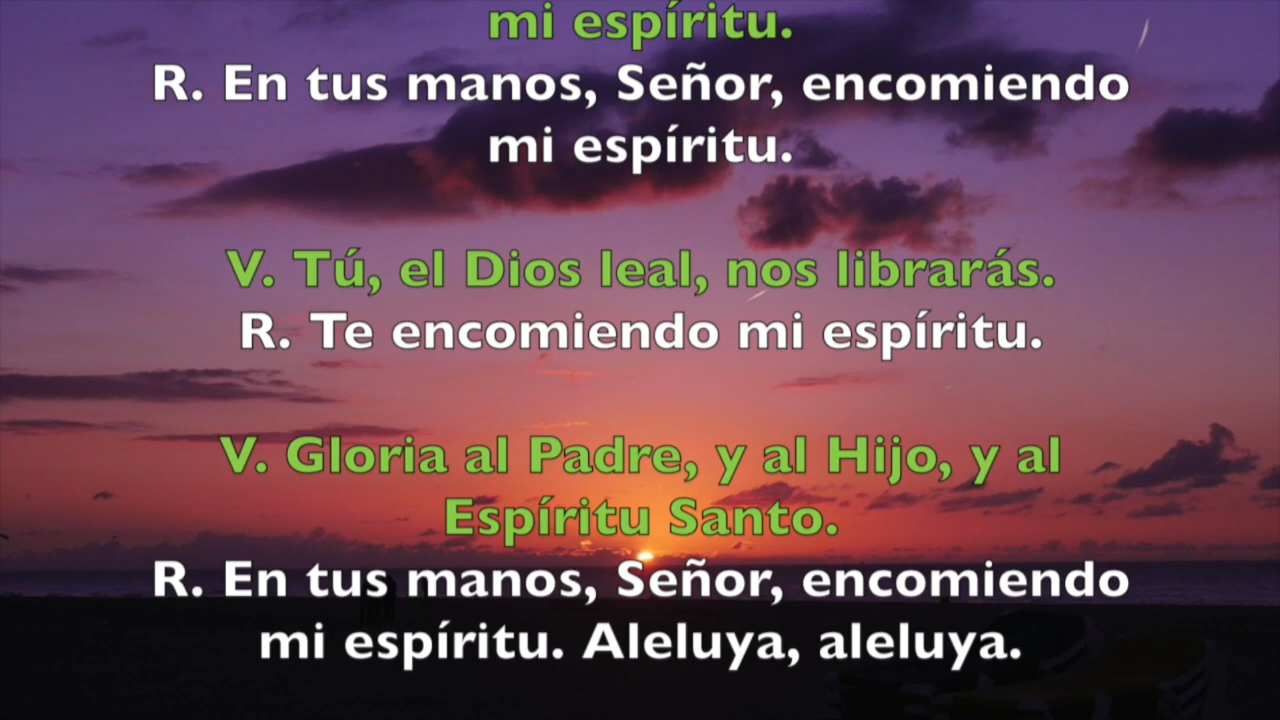 mi espíritu.
R. En tus manos, Señor, encomiendo
mi espíritu.
V. Tú, el Dios leal, nos librarás.
R. Te encomiendo mi espíritu.
V. Gloria al Padre, y al Hijo, y al
Espíritu Santo.
R. En tus manos, Señor, encomiendo
mi espíritu. Aleluya, aleluya.